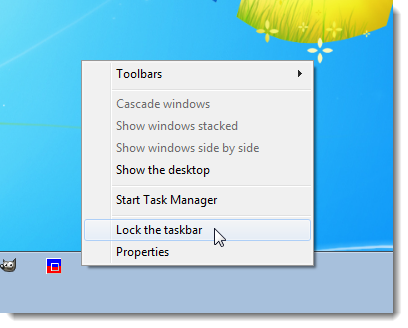 Toolbars
Cascade windows
Show windows stacked
Show windows side by side
Show the desktop
Start Task Manager
Lock the taskbar
Properties